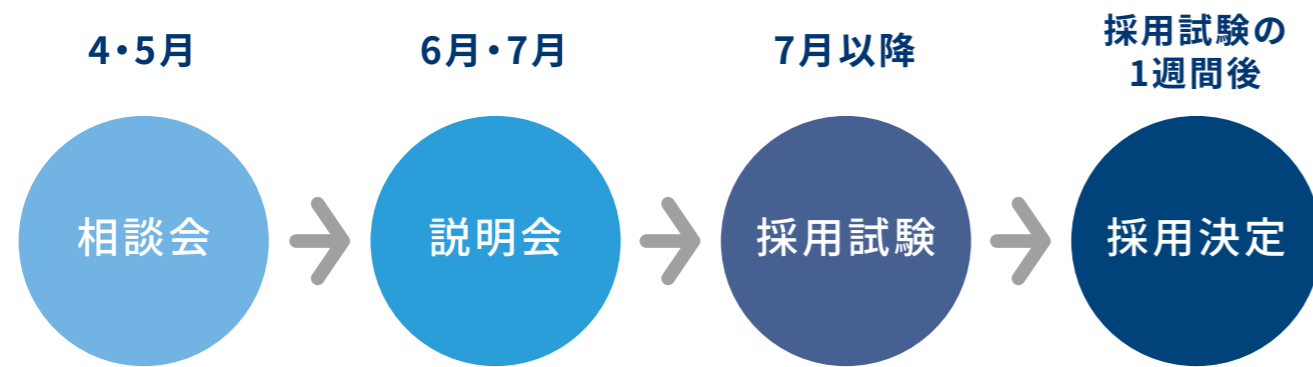 4・5月
相談会
6月・7月
説明会
7月以降
採用試験
採用試験の
1週間後
採用決定